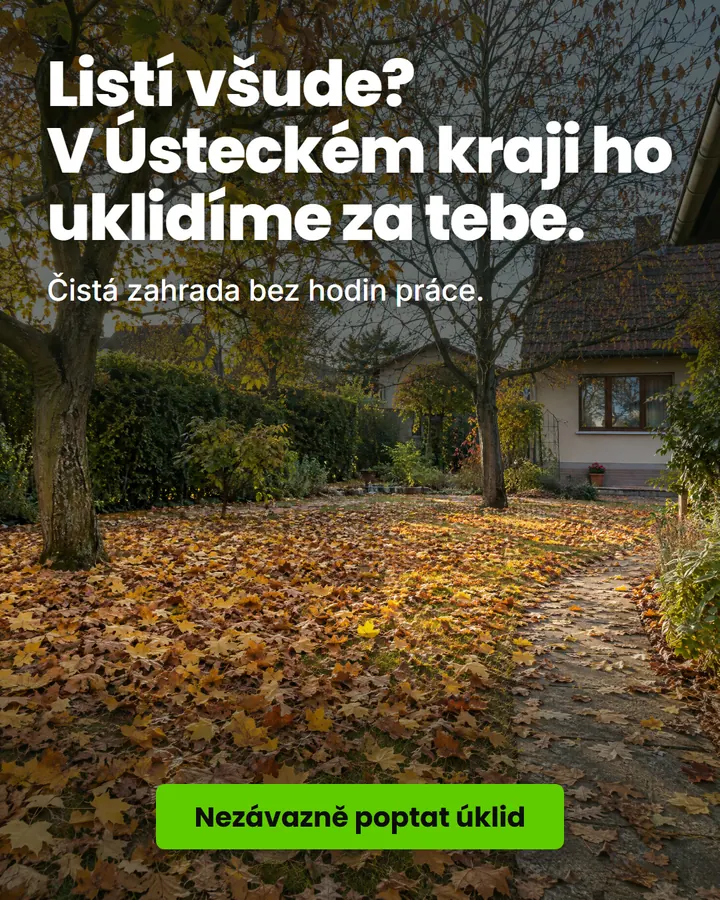 Listí všude?
V Ústeckém kraji ho
uklidíme za tebe.
Čistá zahrada bez hodin práce.
Nezávazně poptat úklid